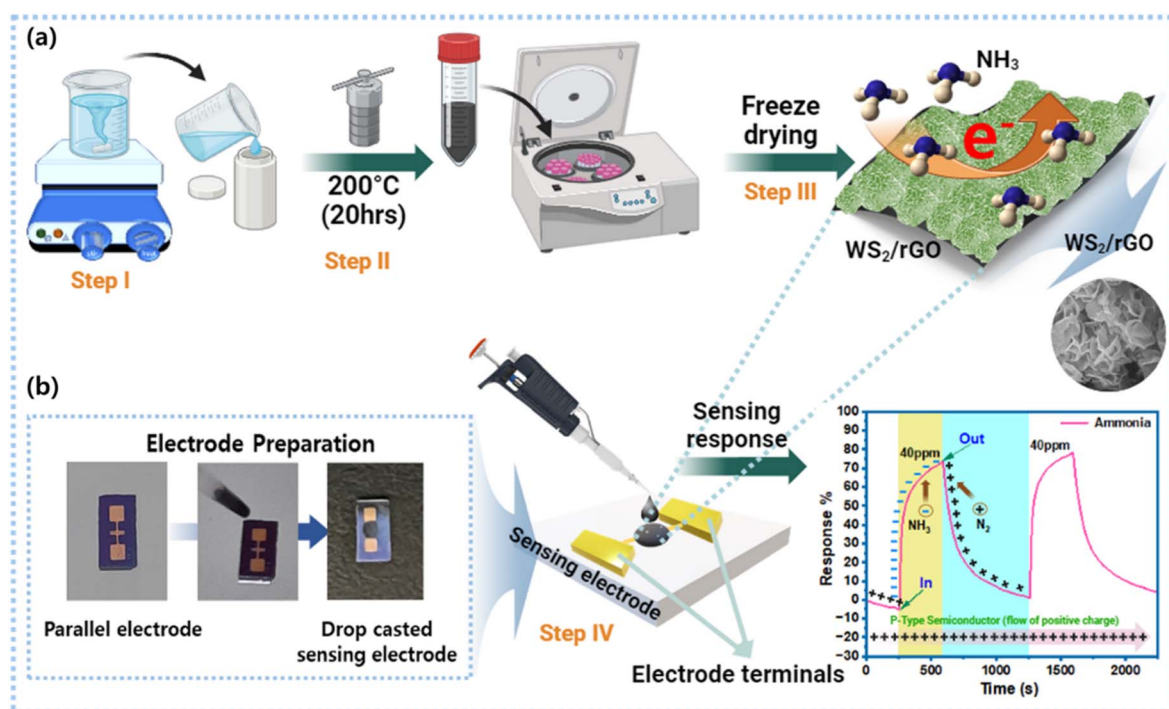 (a)
Step I
200°C
(20hrs)
Step II
Freeze
drying
Step III
NH₃
e⁻
WS₂/rGO
WS₂/rGO
(b)
Electrode Preparation
Parallel electrode
Drop casted
sensing electrode
Sensing electrode
Step IV
Electrode terminals
Sensing
response
Response %
100
90
80
70
60
50
40
30
20
10
0
−10
−20
−30
Ammonia
40ppm
Out
40ppm
NH₃
N₂
In
P-Type Semiconductor (flow of positive charge)
0
500
1000
1500
2000
Time (s)